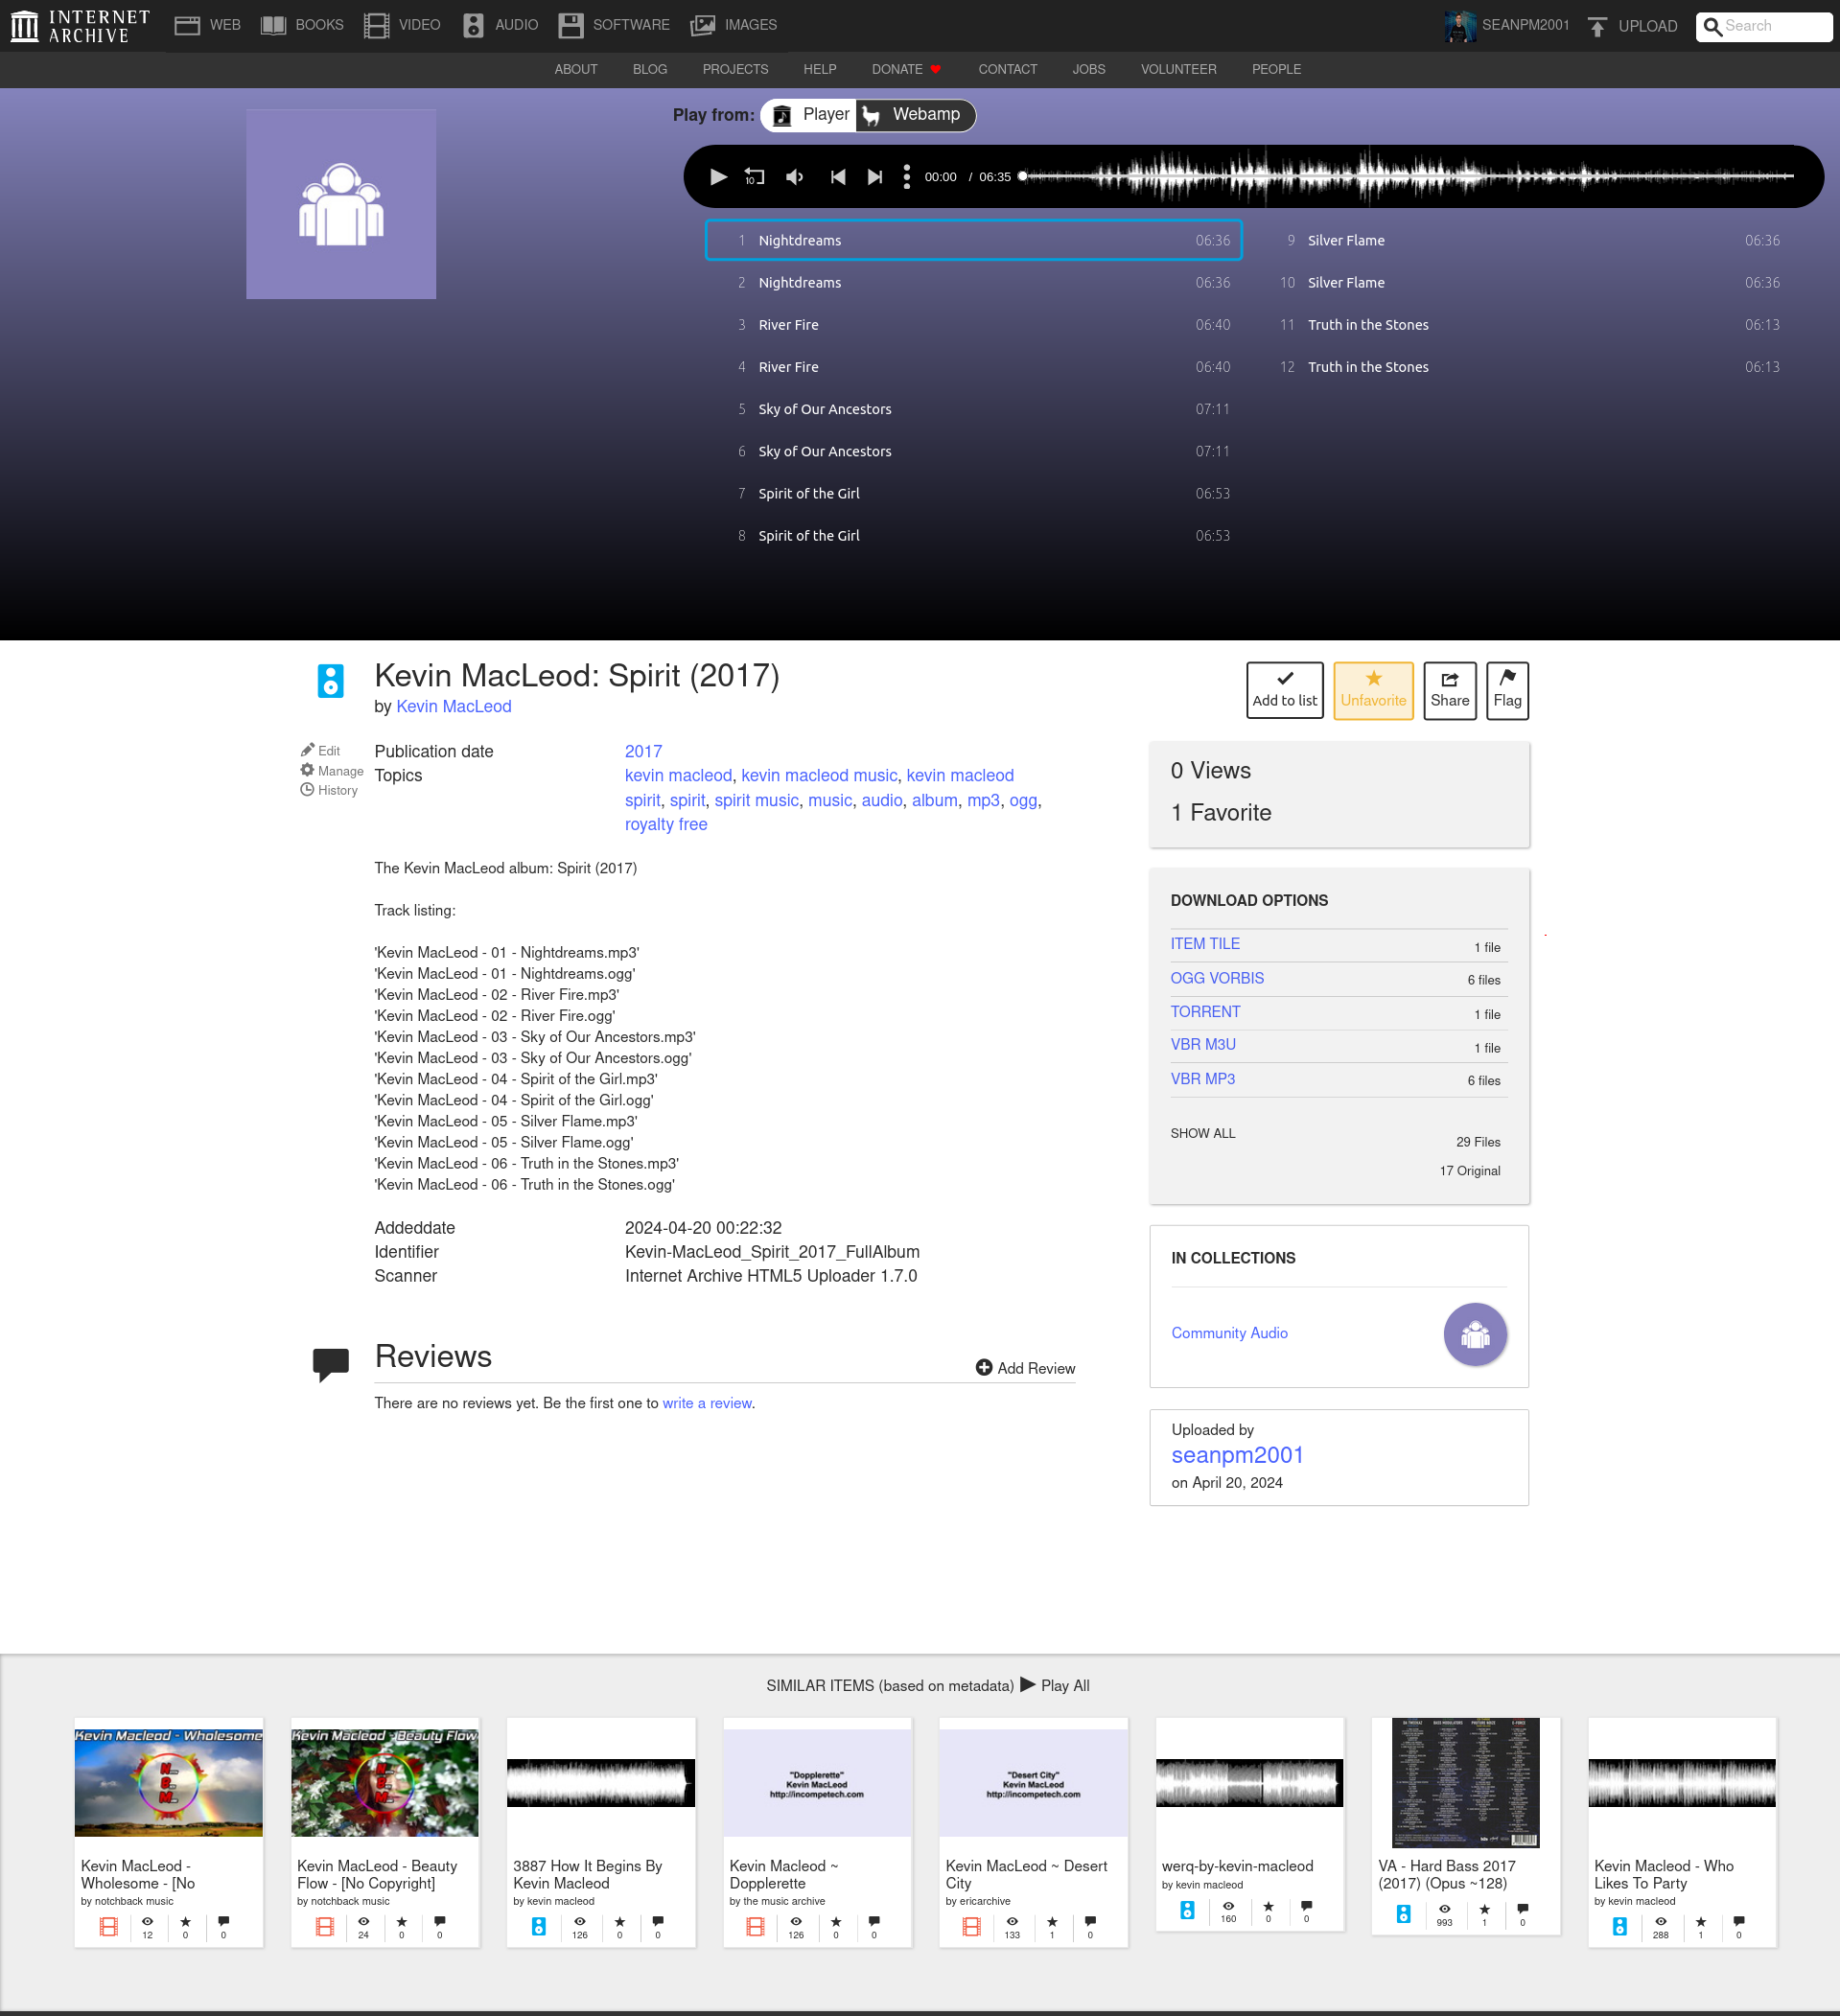 INTERNET ARCHIVE
WEB BOOKS VIDEO AUDIO SOFTWARE IMAGES SEANPM2001 UPLOAD Search
ABOUT BLOG PROJECTS HELP DONATE CONTACT JOBS VOLUNTEER PEOPLE
Play from: Player Webamp
10 00:00 / 06:35
1 Nightdreams 06:36
2 Nightdreams 06:36
3 River Fire 06:40
4 River Fire 06:40
5 Sky of Our Ancestors 07:11
6 Sky of Our Ancestors 07:11
7 Spirit of the Girl 06:53
8 Spirit of the Girl 06:53
9 Silver Flame 06:36
10 Silver Flame 06:36
11 Truth in the Stones 06:13
12 Truth in the Stones 06:13
Kevin MacLeod: Spirit (2017)
by Kevin MacLeod
Add to list Unfavorite Share Flag
Edit
Manage
History
Publication date 2017
Topics kevin macleod, kevin macleod music, kevin macleod
spirit, spirit, spirit music, music, audio, album, mp3, ogg,
royalty free
The Kevin MacLeod album: Spirit (2017)
Track listing:
'Kevin MacLeod - 01 - Nightdreams.mp3'
'Kevin MacLeod - 01 - Nightdreams.ogg'
'Kevin MacLeod - 02 - River Fire.mp3'
'Kevin MacLeod - 02 - River Fire.ogg'
'Kevin MacLeod - 03 - Sky of Our Ancestors.mp3'
'Kevin MacLeod - 03 - Sky of Our Ancestors.ogg'
'Kevin MacLeod - 04 - Spirit of the Girl.mp3'
'Kevin MacLeod - 04 - Spirit of the Girl.ogg'
'Kevin MacLeod - 05 - Silver Flame.mp3'
'Kevin MacLeod - 05 - Silver Flame.ogg'
'Kevin MacLeod - 06 - Truth in the Stones.mp3'
'Kevin MacLeod - 06 - Truth in the Stones.ogg'
Addeddate 2024-04-20 00:22:32
Identifier Kevin-MacLeod_Spirit_2017_FullAlbum
Scanner Internet Archive HTML5 Uploader 1.7.0
Reviews
Add Review
There are no reviews yet. Be the first one to write a review.
0 Views
1 Favorite
DOWNLOAD OPTIONS
ITEM TILE 1 file
OGG VORBIS 6 files
TORRENT 1 file
VBR M3U 1 file
VBR MP3 6 files
SHOW ALL 29 Files
17 Original
IN COLLECTIONS
Community Audio
Uploaded by
seanpm2001
on April 20, 2024
SIMILAR ITEMS (based on metadata) Play All
Kevin Macleod - Wholesome
Kevin MacLeod -
Wholesome - [No
by notchback music
12 0 0
Kevin Macleod - Beauty Flow
Kevin MacLeod - Beauty
Flow - [No Copyright]
by notchback music
24 0 0
3887 How It Begins By
Kevin Macleod
by kevin macleod
126 0 0
"Dopplerette"
Kevin MacLeod
http://incompetech.com
Kevin Macleod ~
Dopplerette
by the music archive
126 0 0
"Desert City"
Kevin MacLeod
http://incompetech.com
Kevin MacLeod ~ Desert
City
by ericarchive
133 1 0
werq-by-kevin-macleod
by kevin macleod
160 0 0
VA - Hard Bass 2017
(2017) (Opus ~128)
993 1 0
Kevin Macleod - Who
Likes To Party
by kevin macleod
288 1 0